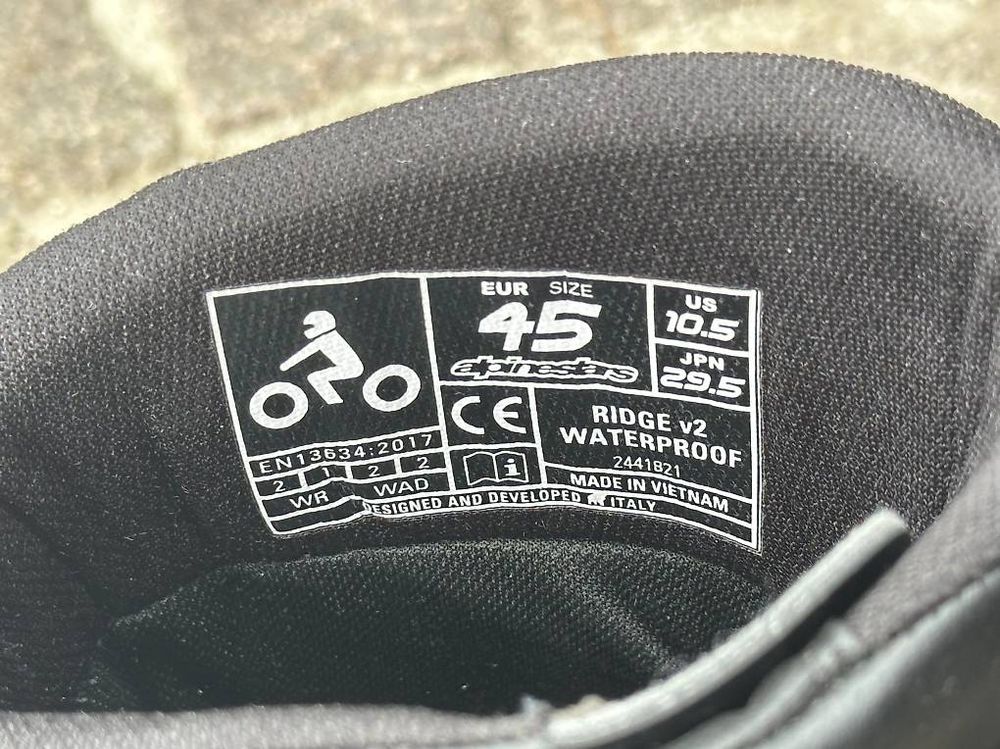 EUR SIZE
45
alpinestars
US
10.5
JPN
29.5
CE
RIDGE v2
WATERPROOF
2441821
MADE IN VIETNAM
EN13634:2017
2 1 2 2
WR WAD
i
DESIGNED AND DEVELOPED ITALY